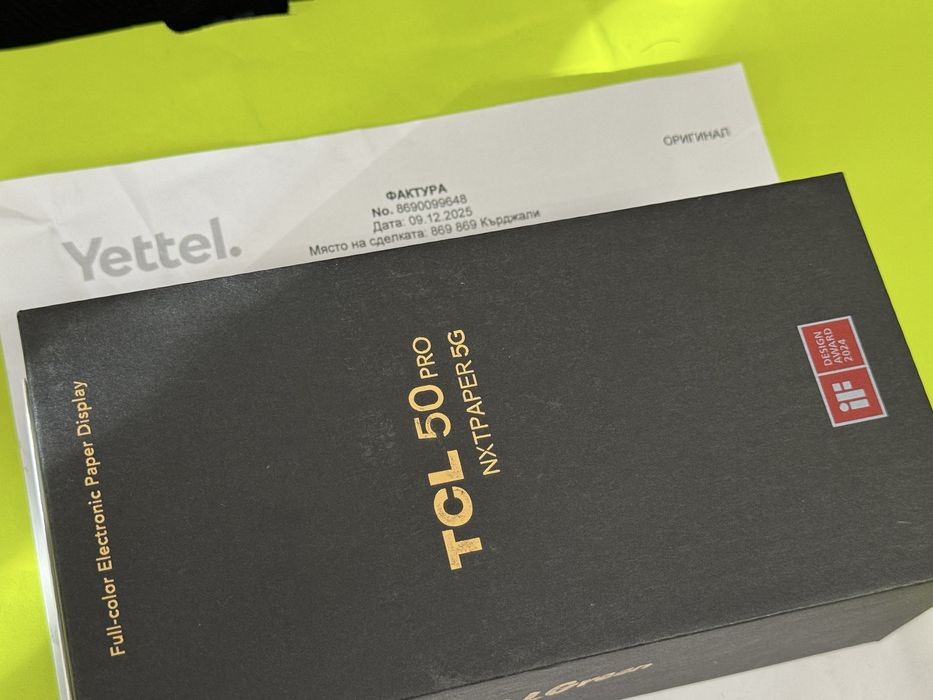 ОРИГИНАЛ
Yettel.
ФАКТУРА
No. 8690099648
Дата: 09.12.2025
Място на сделката: 869 869 Кърджали
Full-color Electronic Paper Display
TCL 50 PRO
NXTPAPER 5G
iF
DESIGN
AWARD
2024
Green